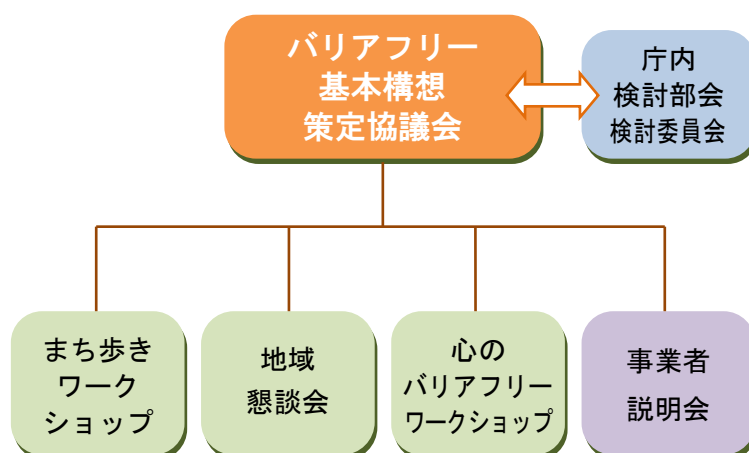 バリアフリー
基本構想
策定協議会
庁内
検討部会
検討委員会
まち歩き
ワーク
ショップ
地域
懇談会
心の
バリアフリー
ワークショップ
事業者
説明会